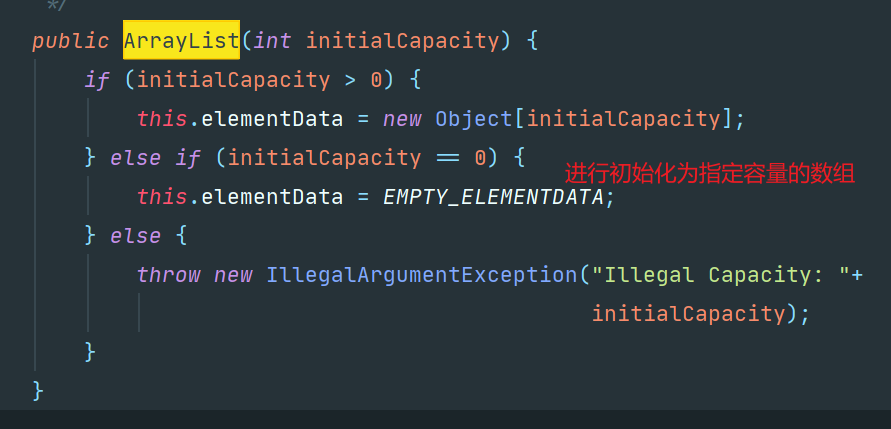 */
public ArrayList(int initialCapacity) {
if (initialCapacity > 0) {
this.elementData = new Object[initialCapacity];
} else if (initialCapacity == 0) {
进行初始化为指定容量的数组
this.elementData = EMPTY_ELEMENTDATA;
} else {
throw new IllegalArgumentException("Illegal Capacity: "+
initialCapacity);
}
}